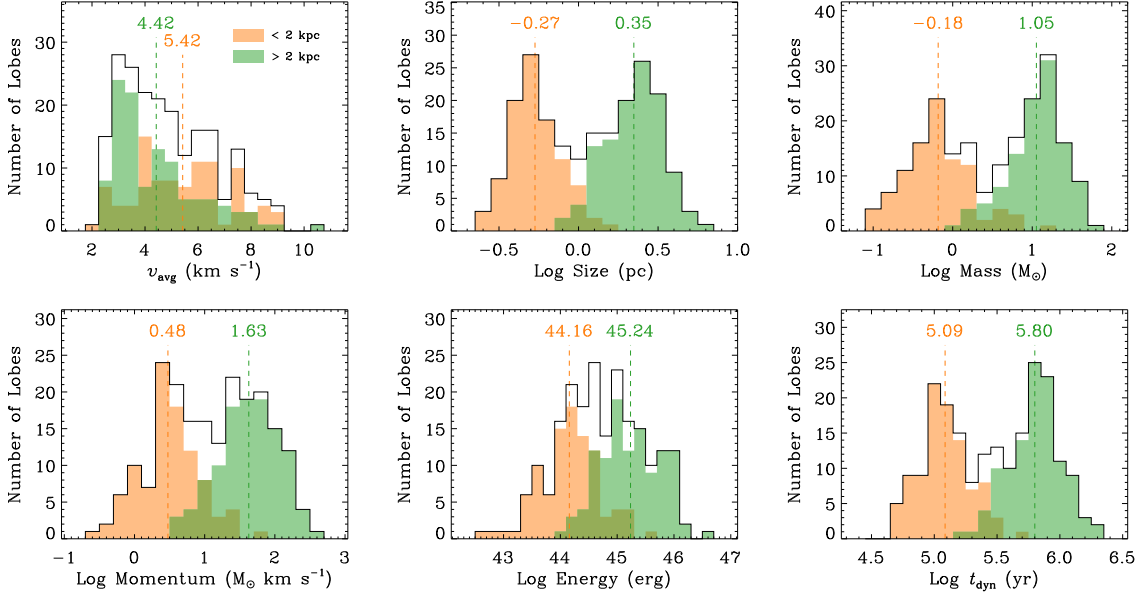 4.42
5.42
< 2 kpc
> 2 kpc
Number of Lobes
30
20
10
0
2 4 6 8 10
v_avg (km s⁻¹)
−0.27 0.35
Number of Lobes
35
30
25
20
15
10
5
0
−0.5 0.0 0.5 1.0
Log Size (pc)
−0.18 1.05
Number of Lobes
40
30
20
10
0
−1 0 1 2
Log Mass (M☉)
0.48 1.63
Number of Lobes
30
25
20
15
10
5
0
−1 0 1 2 3
Log Momentum (M☉ km s⁻¹)
44.16 45.24
Number of Lobes
30
25
20
15
10
5
0
43 44 45 46 47
Log Energy (erg)
5.09 5.80
Number of Lobes
30
25
20
15
10
5
0
4.5 5.0 5.5 6.0 6.5
Log t_dyn (yr)